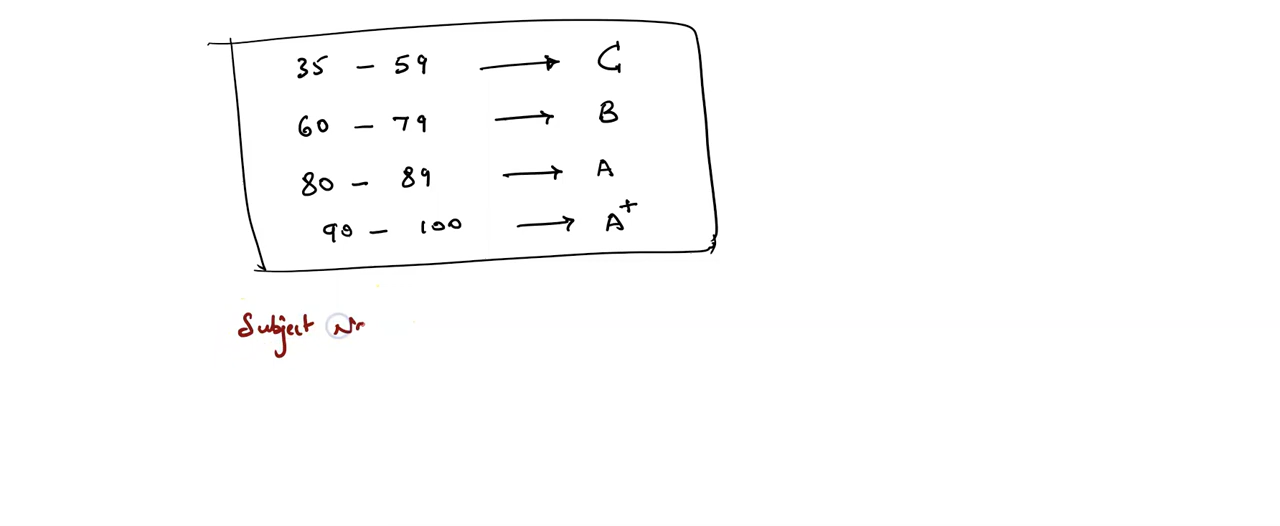 35 - 59 → C
60 - 79 → B
80 - 89 → A
90 - 100 → A+
Subject